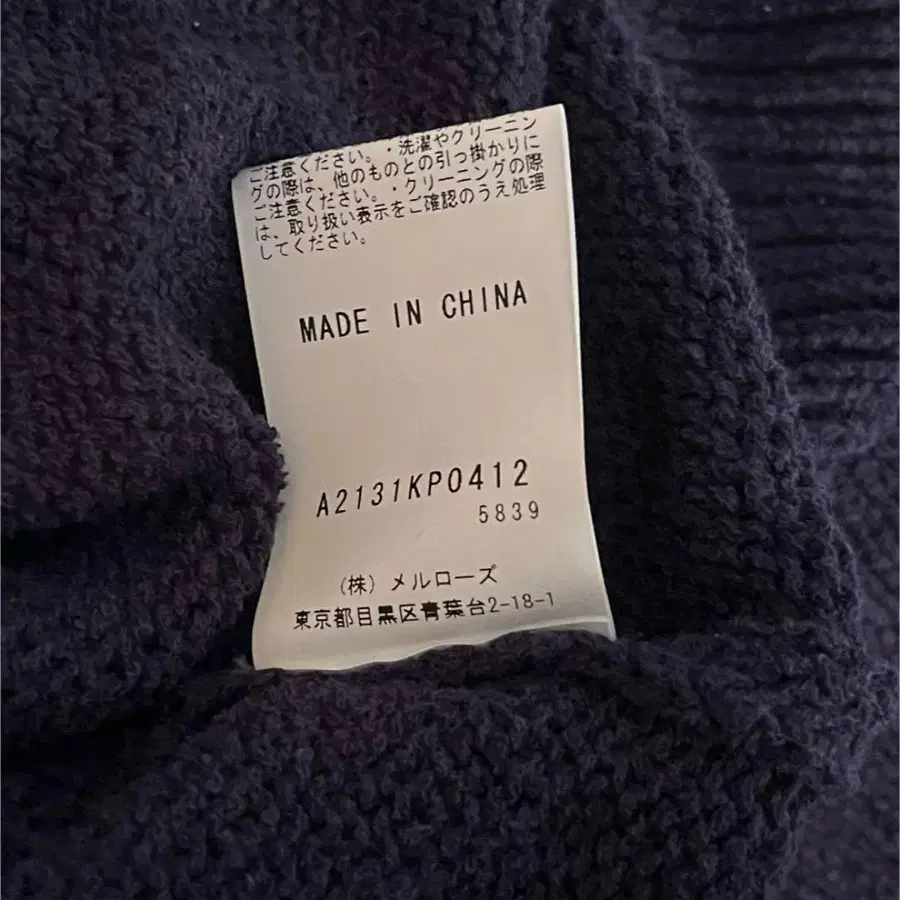 ご注意ください。・洗濯やクリーニン
グの際は、他のものとの引っ掛かりに
ご注意ください。・クリーニングの際
は、取り扱い表示をご確認のうえ処理
してください。
MADE IN CHINA
A2131KP0412
5839
(株) メルローズ
東京都目黒区青葉台2-18-1